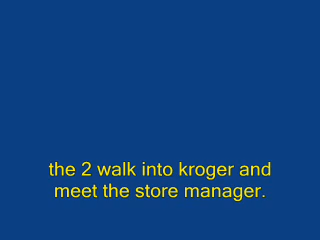 the 2 walk into kroger and
meet the store manager.